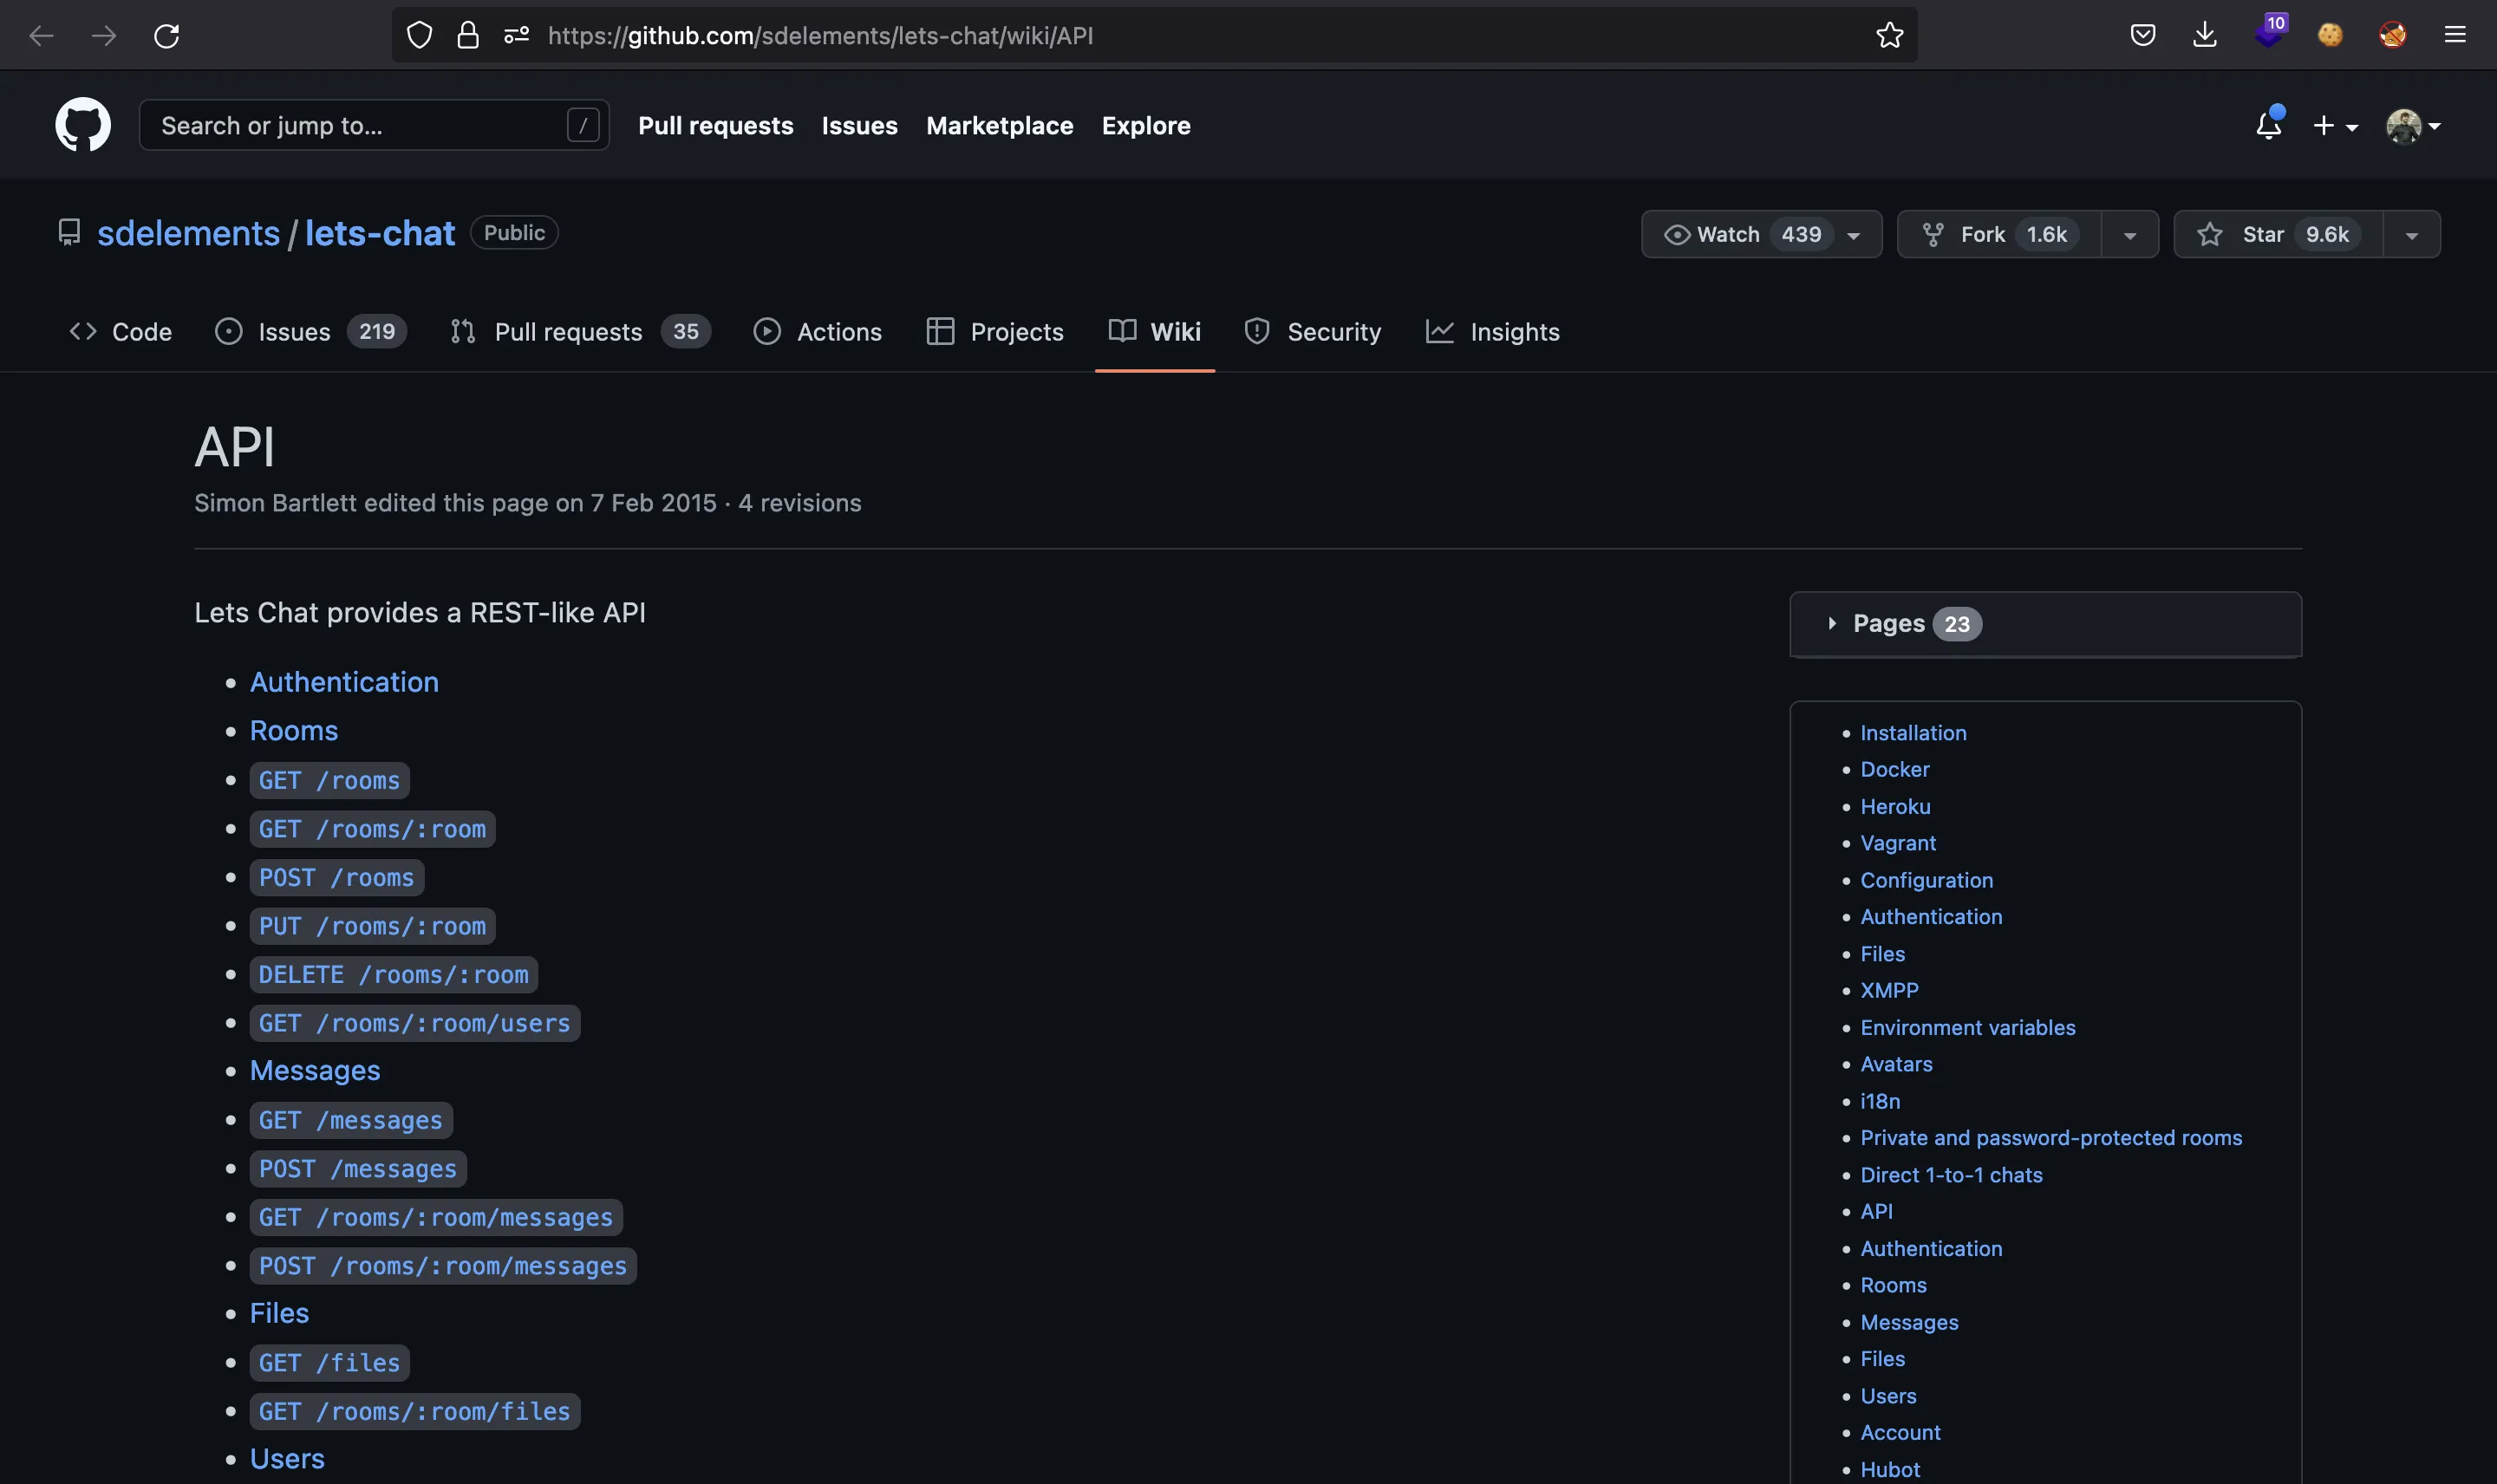 10
https://github.com/sdelements/lets-chat/wiki/API
Search or jump to... /
Pull requests Issues Marketplace Explore
sdelements / lets-chat Public
Watch 439 Fork 1.6k Star 9.6k
Code Issues 219 Pull requests 35 Actions Projects Wiki Security Insights
API
Simon Bartlett edited this page on 7 Feb 2015 · 4 revisions
Lets Chat provides a REST-like API
Authentication
Rooms
GET /rooms
GET /rooms/:room
POST /rooms
PUT /rooms/:room
DELETE /rooms/:room
GET /rooms/:room/users
Messages
GET /messages
POST /messages
GET /rooms/:room/messages
POST /rooms/:room/messages
Files
GET /files
GET /rooms/:room/files
Users
Pages 23
Installation
Docker
Heroku
Vagrant
Configuration
Authentication
Files
XMPP
Environment variables
Avatars
i18n
Private and password-protected rooms
Direct 1-to-1 chats
API
Authentication
Rooms
Messages
Files
Users
Account
Hubot